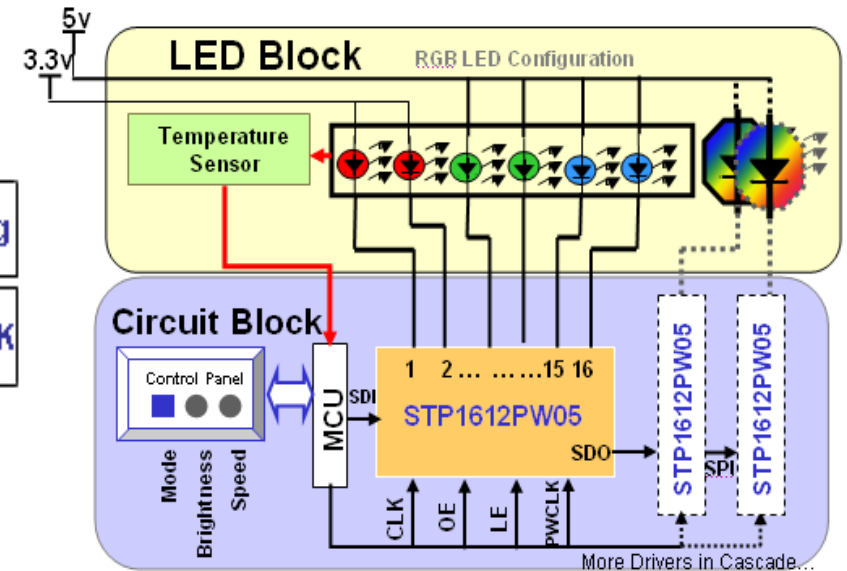 5v
3.3v
LED Block
RGB LED Configuration
Temperature
Sensor
g
K
Circuit Block
Control Panel
Mode
Brightness
Speed
MCU
SDI
1 2... ... ...15 16
STP1612PW05
SDO
CLK
OE
LE
PWCLK
STP1612PW05
SPI
STP1612PW05
More Drivers in Cascade...